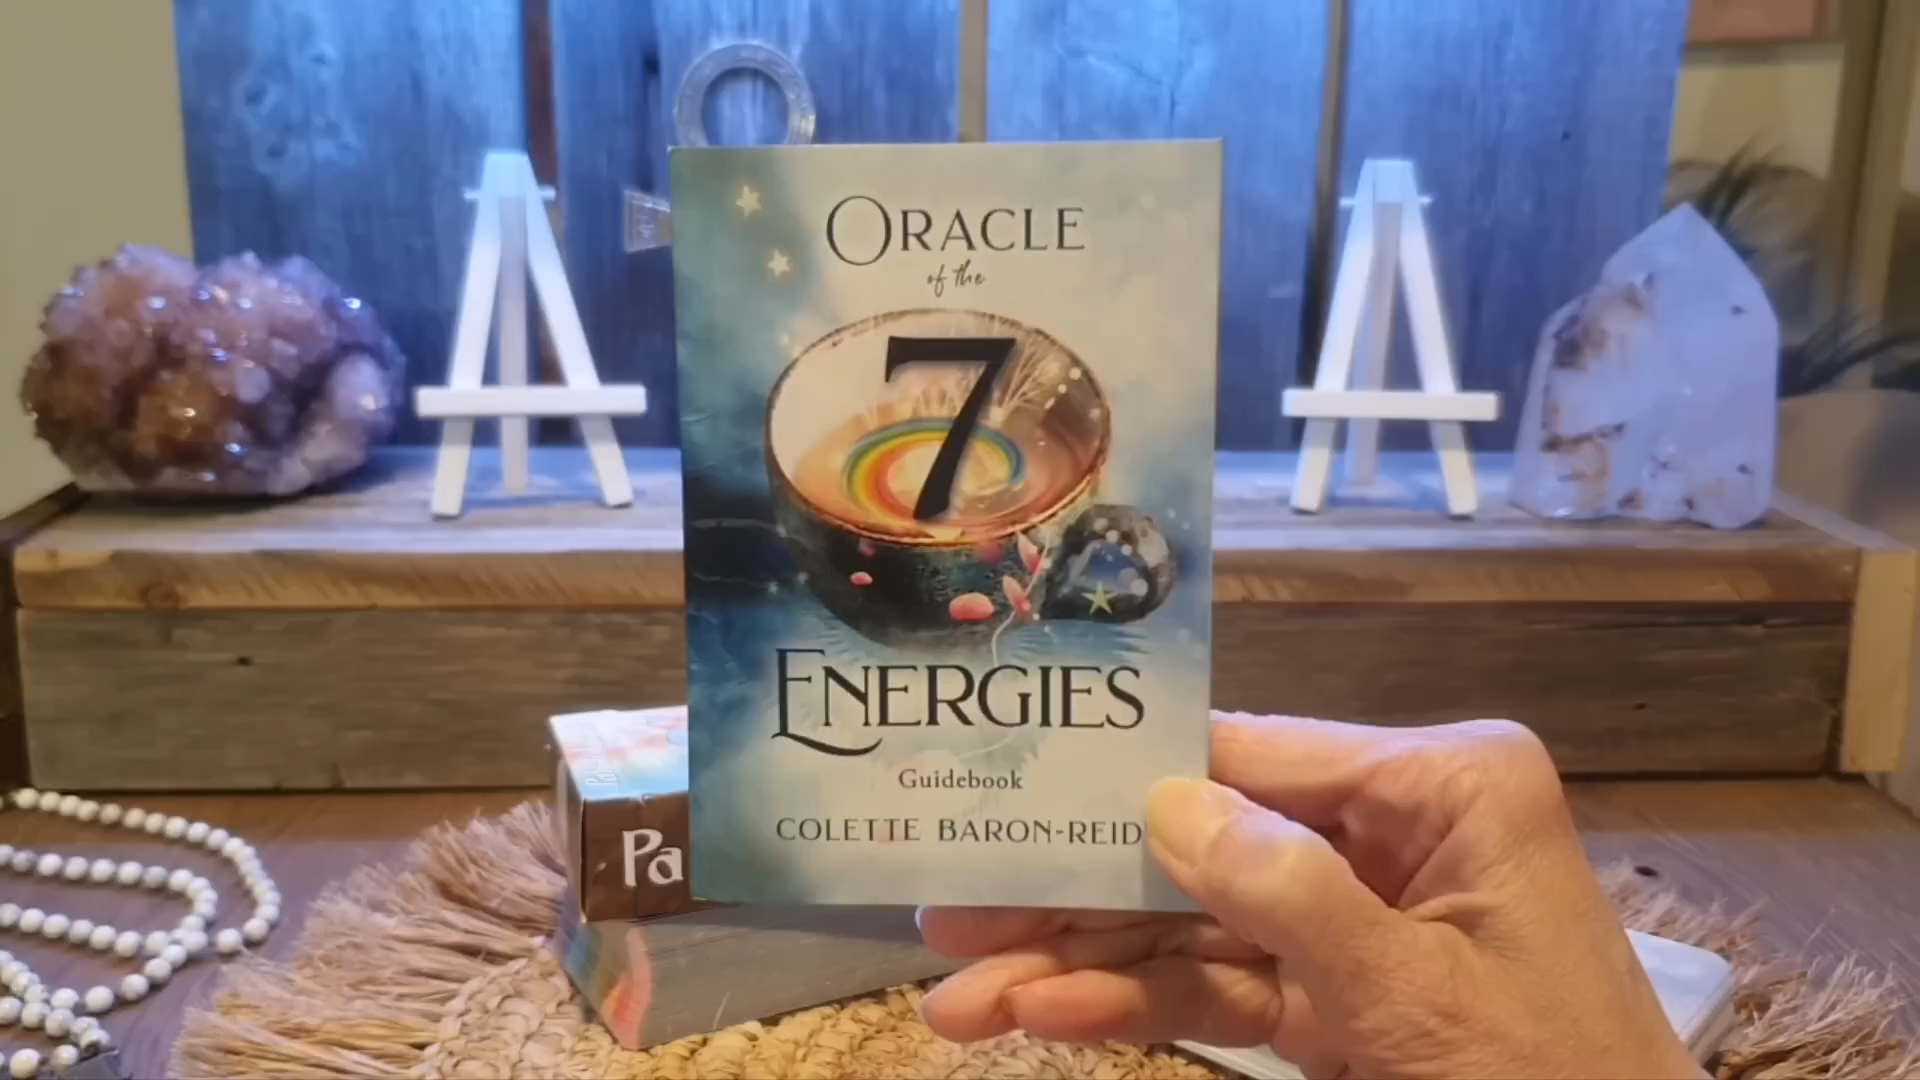 ORACLE
of the
7
ENERGIES
Guidebook
COLETTE BARON-REID
Pa